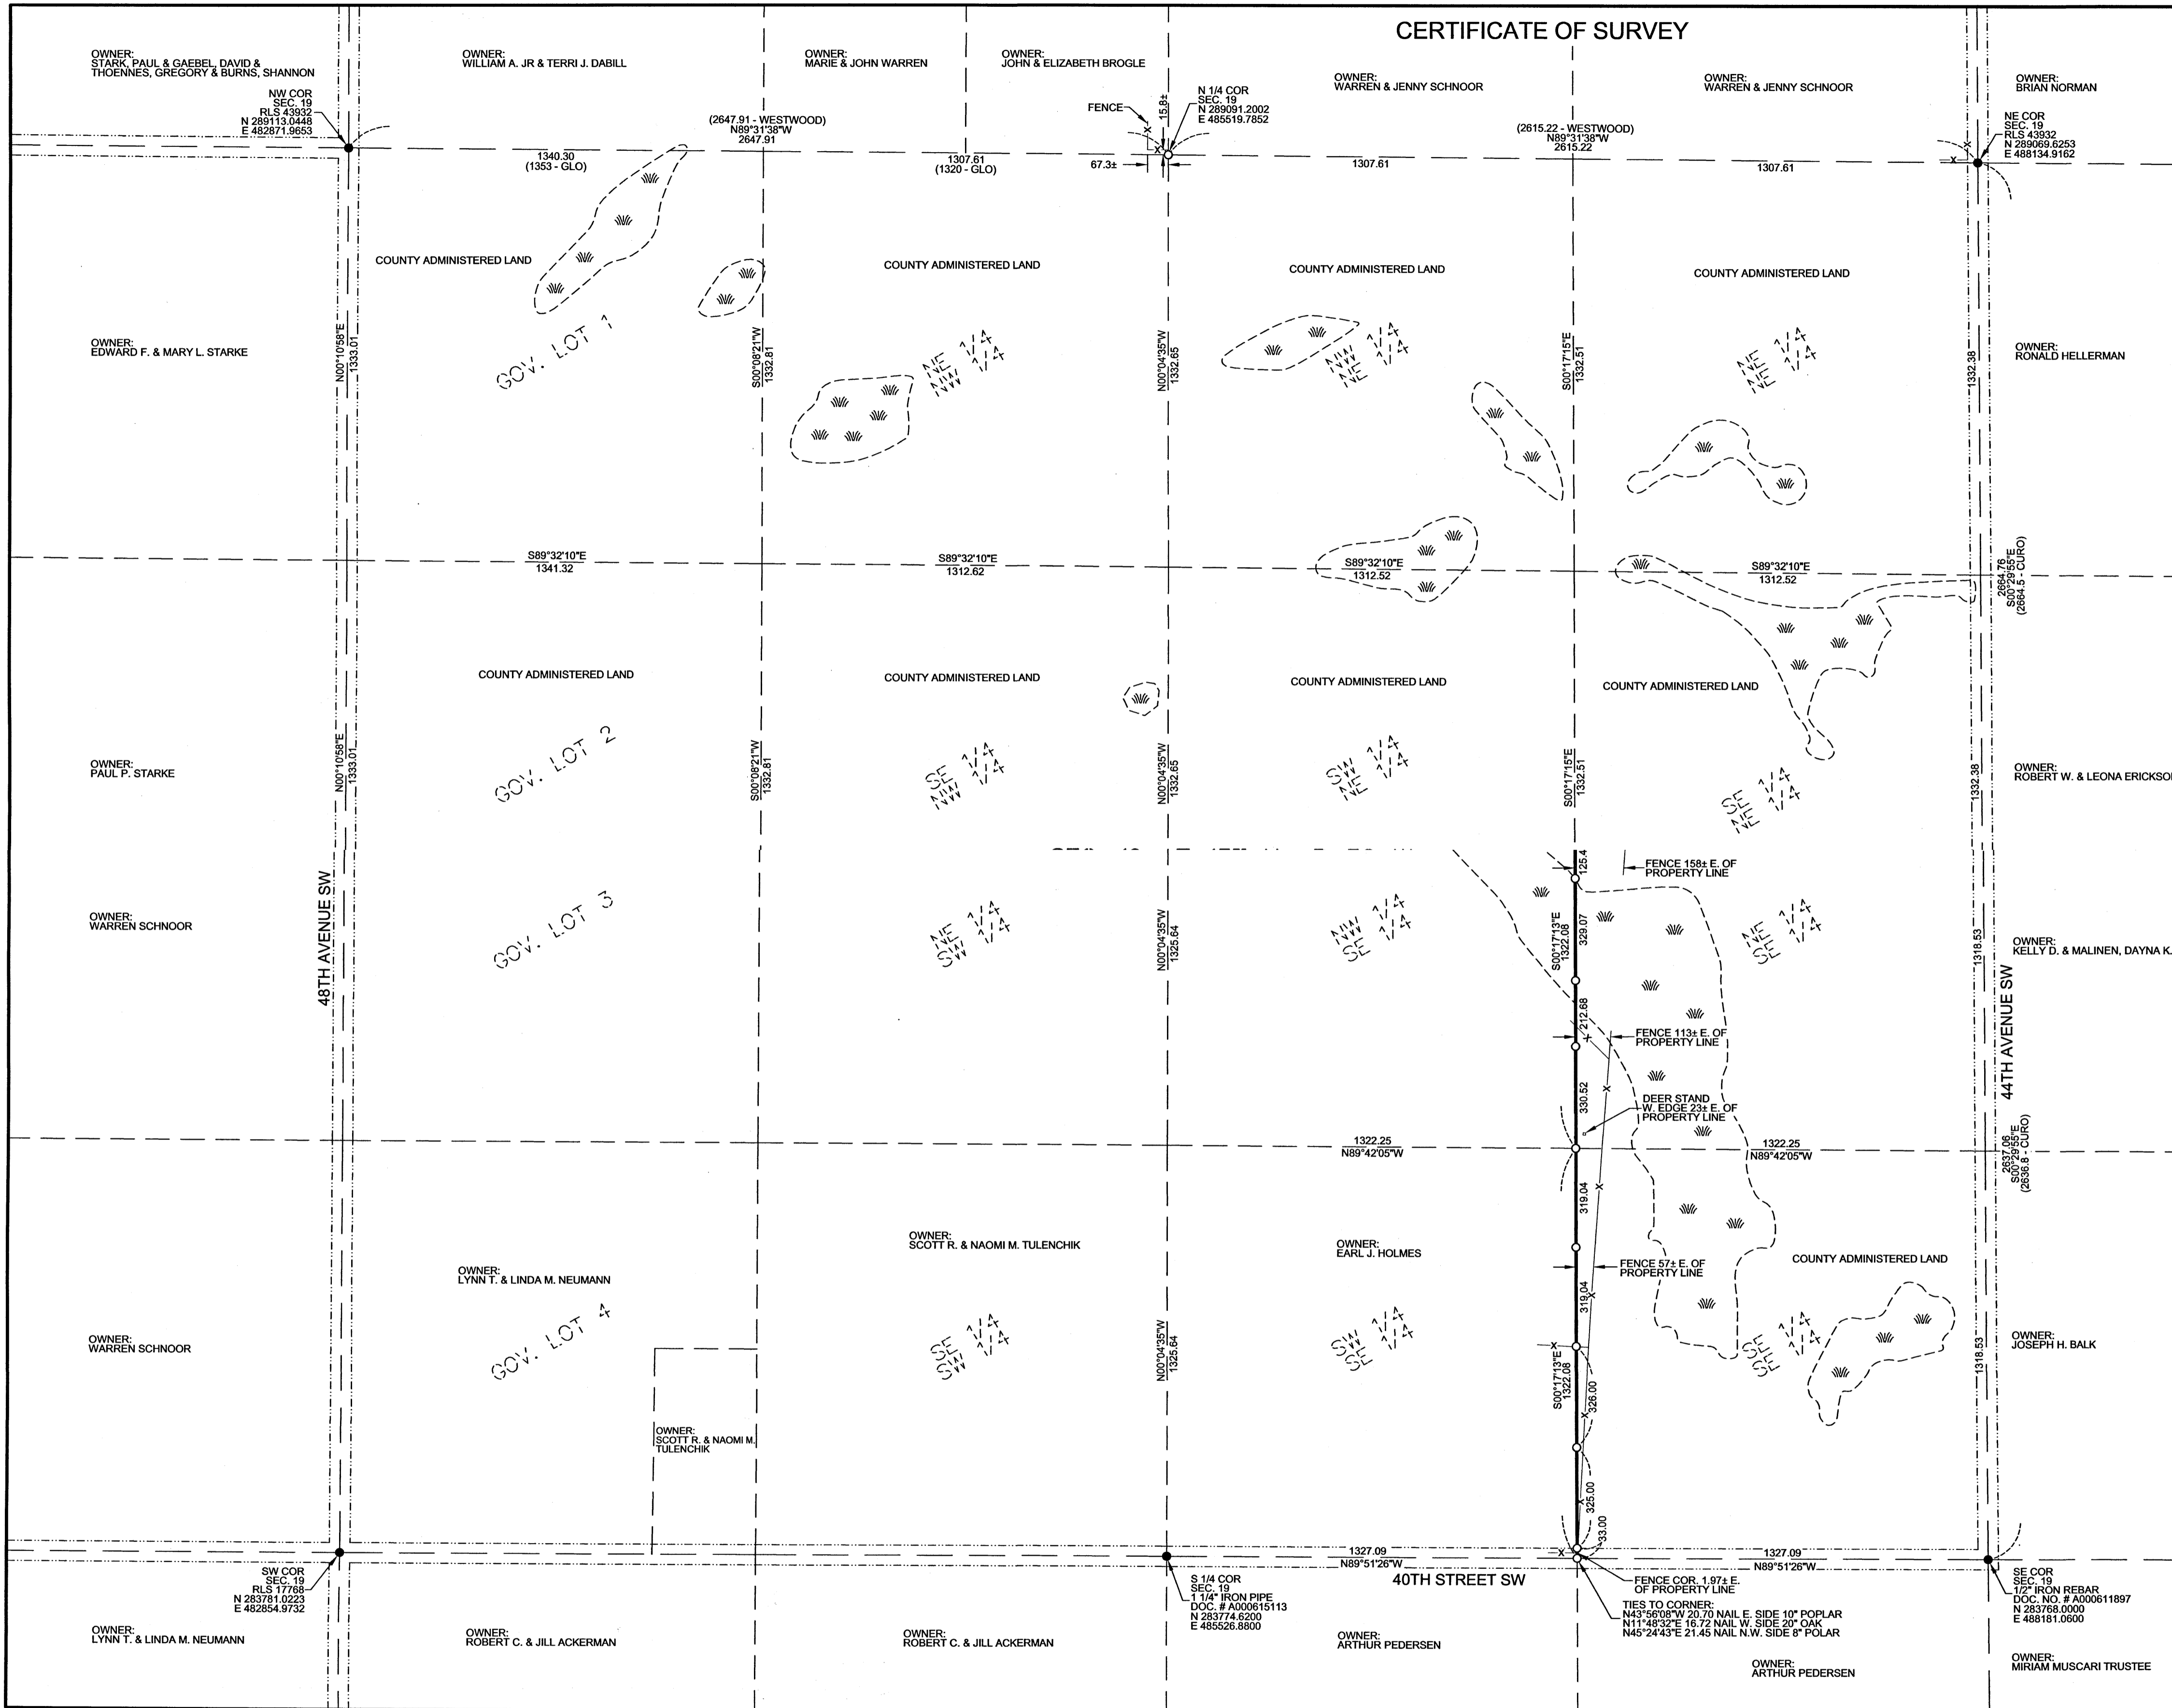 CERTIFICATE OF SURVEY
OWNER:
STARK, PAUL & GAEBEL, DAVID &
THOENNES, GREGORY & BURNS, SHANNON
OWNER:
WILLIAM A. JR & TERRI J. DABILL
OWNER:
MARIE & JOHN WARREN
OWNER:
JOHN & ELIZABETH BROGLE
OWNER:
WARREN & JENNY SCHNOOR
OWNER:
WARREN & JENNY SCHNOOR
OWNER:
BRIAN NORMAN
NW COR
SEC. 19
RLS 43932
N 289113.0448
E 482871.9653
(2647.91 - WESTWOOD)
N89°31'38"W
2647.91
1340.30
(1353 - GLO)
1307.61
(1320 - GLO)
FENCE
15.8±
67.3±
N 1/4 COR
SEC. 19
N 289091.2002
E 485519.7852
(2615.22 - WESTWOOD)
N89°31'38"W
2615.22
1307.61
1307.61
NE COR
SEC. 19
RLS 43932
N 289069.6253
E 488134.9162
COUNTY ADMINISTERED LAND
COUNTY ADMINISTERED LAND
COUNTY ADMINISTERED LAND
COUNTY ADMINISTERED LAND
OWNER:
EDWARD F. & MARY L. STARKE
N00°10'58"E
1333.01
GOV. LOT 1
S00°08'21"W
1332.81
NE 1/4
NW 1/4
N00°04'35"W
1332.65
NW 1/4
NE 1/4
S00°17'15"E
1332.51
NE 1/4
NE 1/4
1332.38
OWNER:
RONALD HELLERMAN
S89°32'10"E
1341.32
S89°32'10"E
1312.62
S89°32'10"E
1312.52
S89°32'10"E
1312.52
2664.76
S00°29'55"E
(2664.5 - CURO)
COUNTY ADMINISTERED LAND
COUNTY ADMINISTERED LAND
COUNTY ADMINISTERED LAND
COUNTY ADMINISTERED LAND
OWNER:
PAUL P. STARKE
N00°10'58"E
1333.01
GOV. LOT 2
S00°08'21"W
1332.81
SE 1/4
NW 1/4
N00°04'35"W
1332.65
SW 1/4
NE 1/4
S00°17'15"E
1332.51
SE 1/4
NE 1/4
1332.38
OWNER:
ROBERT W. & LEONA ERICKSO
125.4
FENCE 158± E. OF
PROPERTY LINE
OWNER:
WARREN SCHNOOR
48TH AVENUE SW
GOV. LOT 3
NE 1/4
SW 1/4
N00°04'35"W
1325.64
NW 1/4
SE 1/4
S00°17'13"E
1322.08
329.07
NE 1/4
SE 1/4
1318.53
OWNER:
KELLY D. & MALINEN, DAYNA K.
44TH AVENUE SW
212.68
FENCE 113± E. OF
PROPERTY LINE
330.52
DEER STAND
W. EDGE 23± E. OF
PROPERTY LINE
1322.25
N89°42'05"W
1322.25
N89°42'05"W
2637.06
S00°29'55"E
(2636.8 - CURO)
319.04
OWNER:
LYNN T. & LINDA M. NEUMANN
OWNER:
SCOTT R. & NAOMI M. TULENCHIK
OWNER:
EARL J. HOLMES
FENCE 57± E. OF
PROPERTY LINE
COUNTY ADMINISTERED LAND
319.04
OWNER:
WARREN SCHNOOR
GOV. LOT 4
SE 1/4
SW 1/4
N00°04'35"W
1325.64
SW 1/4
SE 1/4
S00°17'13"E
1322.08
326.00
SE 1/4
SE 1/4
1318.53
OWNER:
JOSEPH H. BALK
OWNER:
SCOTT R. & NAOMI M.
TULENCHIK
325.00
33.00
1327.09
N89°51'26"W
1327.09
N89°51'26"W
40TH STREET SW
SW COR
SEC. 19
RLS 17768
N 283781.0223
E 482854.9732
S 1/4 COR
SEC. 19
1 1/4" IRON PIPE
DOC. # A000615113
N 283774.6200
E 485526.8800
FENCE COR. 1.97± E.
OF PROPERTY LINE
TIES TO CORNER:
N43°56'08"W 20.70 NAIL E. SIDE 10" POPLAR
N11°48'32"E 16.72 NAIL W. SIDE 20" OAK
N45°24'43"E 21.45 NAIL N.W. SIDE 8" POLAR
SE COR
SEC. 19
1/2" IRON REBAR
DOC. NO. # A000611897
N 283768.0000
E 488181.0600
OWNER:
LYNN T. & LINDA M. NEUMANN
OWNER:
ROBERT C. & JILL ACKERMAN
OWNER:
ROBERT C. & JILL ACKERMAN
OWNER:
ARTHUR PEDERSEN
OWNER:
ARTHUR PEDERSEN
OWNER:
MIRIAM MUSCARI TRUSTEE